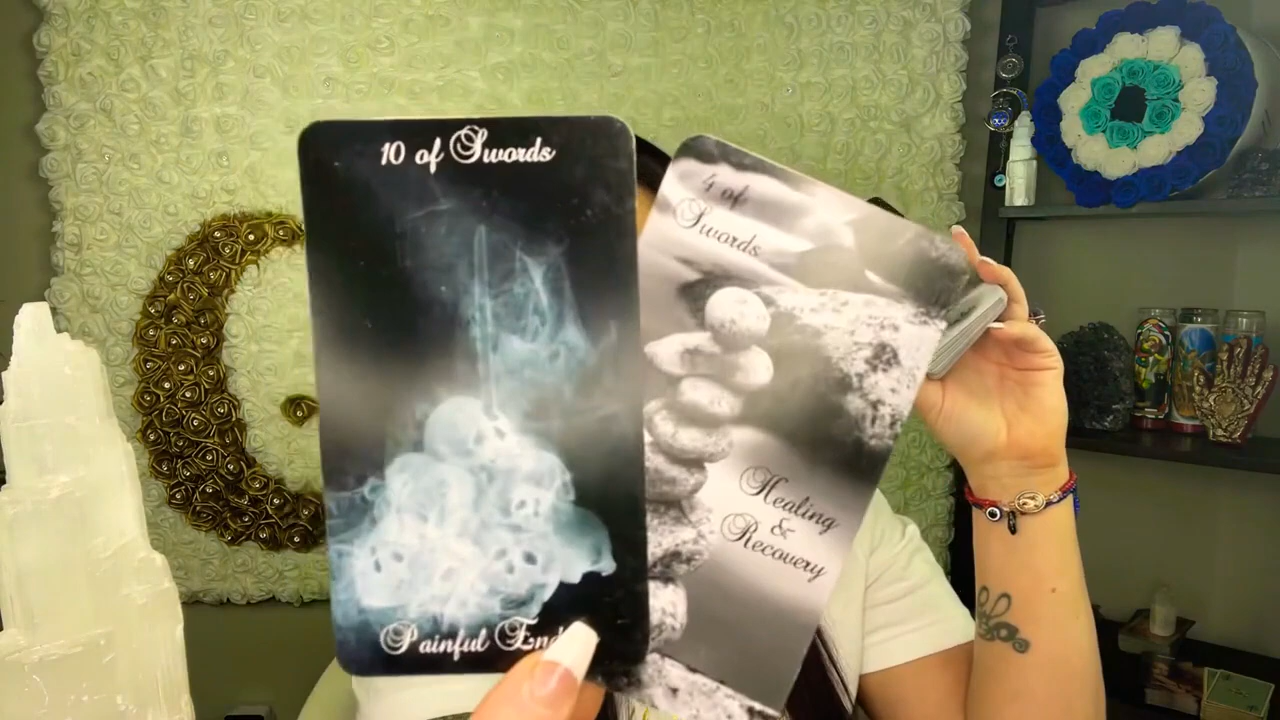 10 of Swords
Painful End
4 of
Swords
Healing
&
Recovery